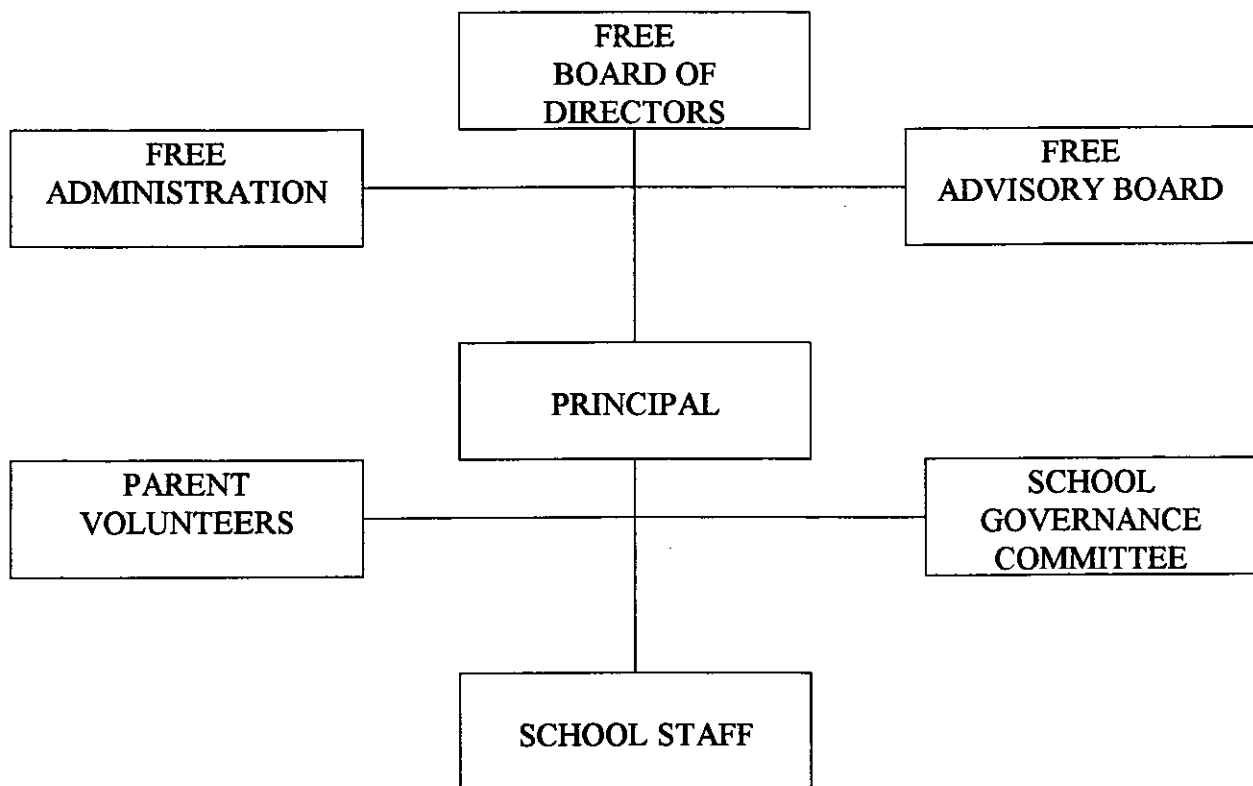 FREE
BOARD OF
DIRECTORS
FREE
ADMINISTRATION
FREE
ADVISORY BOARD
PRINCIPAL
PARENT
VOLUNTEERS
SCHOOL
GOVERNANCE
COMMITTEE
SCHOOL STAFF